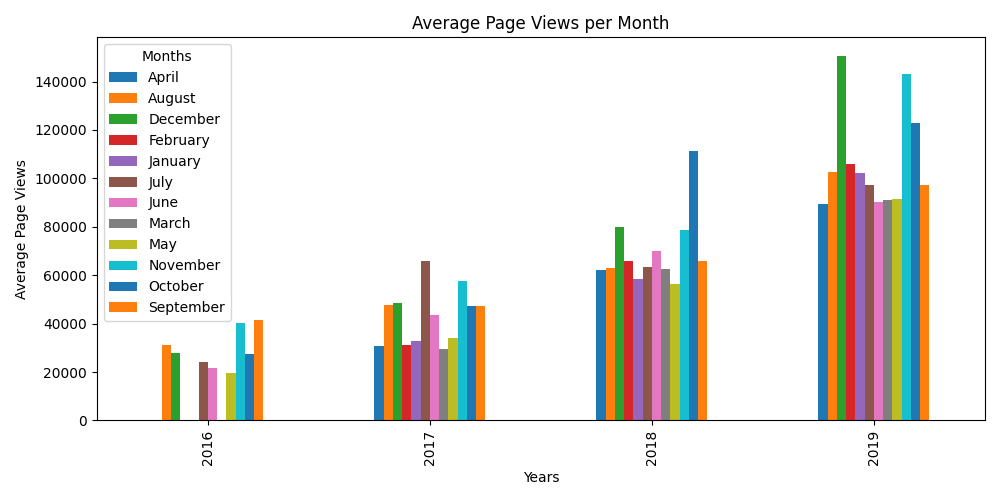 Average Page Views per Month
Months
April
August
December
February
January
July
June
March
May
November
October
September
Average Page Views
140000
120000
100000
80000
60000
40000
20000
0
2016
2017
2018
2019
Years